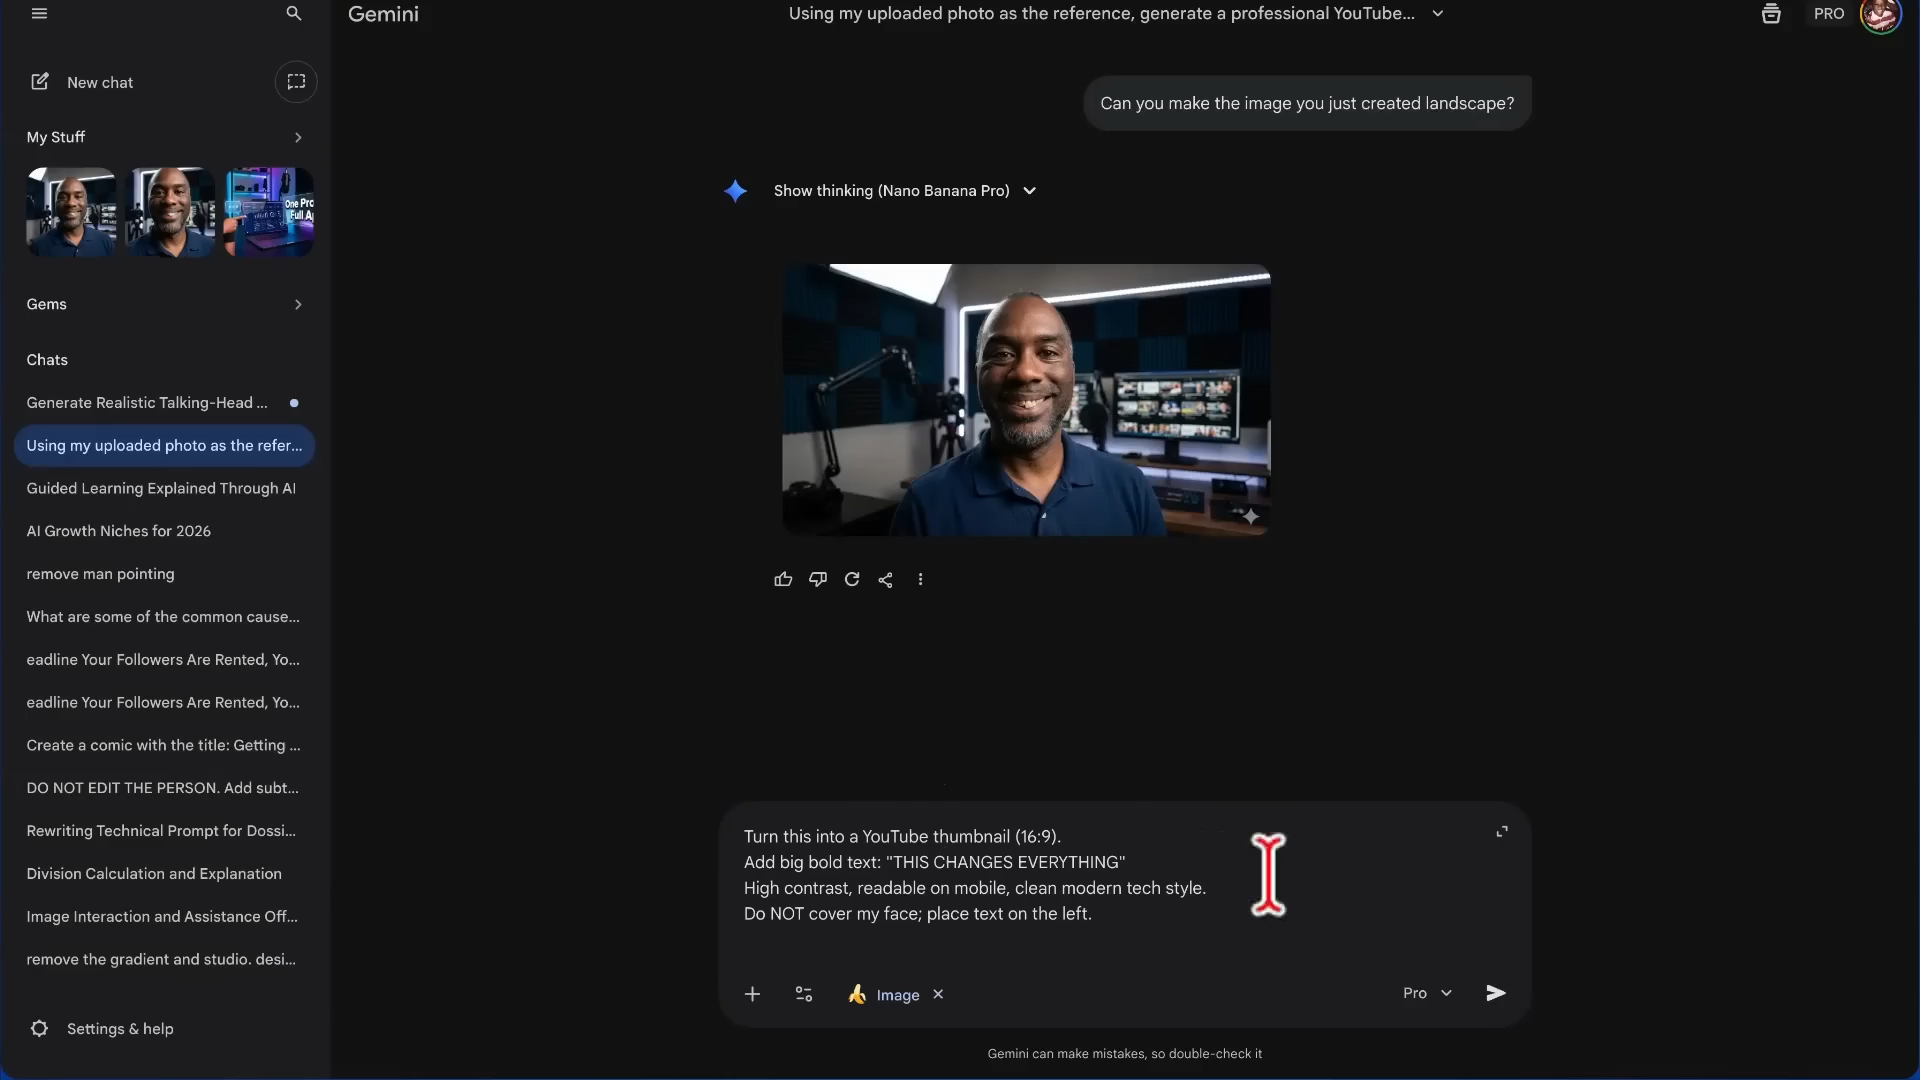 Gemini
Using my uploaded photo as the reference, generate a professional YouTube...
PRO
New chat
My Stuff
One Pro
Full A
Gems
Chats
Generate Realistic Talking-Head ...
Using my uploaded photo as the refer...
Guided Learning Explained Through AI
AI Growth Niches for 2026
remove man pointing
What are some of the common cause...
eadline Your Followers Are Rented, Yo...
eadline Your Followers Are Rented, Yo...
Create a comic with the title: Getting ...
DO NOT EDIT THE PERSON. Add subt...
Rewriting Technical Prompt for Dossi...
Division Calculation and Explanation
Image Interaction and Assistance Off...
remove the gradient and studio. desi...
Settings & help
Can you make the image you just created landscape?
Show thinking (Nano Banana Pro)
Turn this into a YouTube thumbnail (16:9).
Add big bold text: "THIS CHANGES EVERYTHING"
High contrast, readable on mobile, clean modern tech style.
Do NOT cover my face; place text on the left.
Image
Pro
Gemini can make mistakes, so double-check it